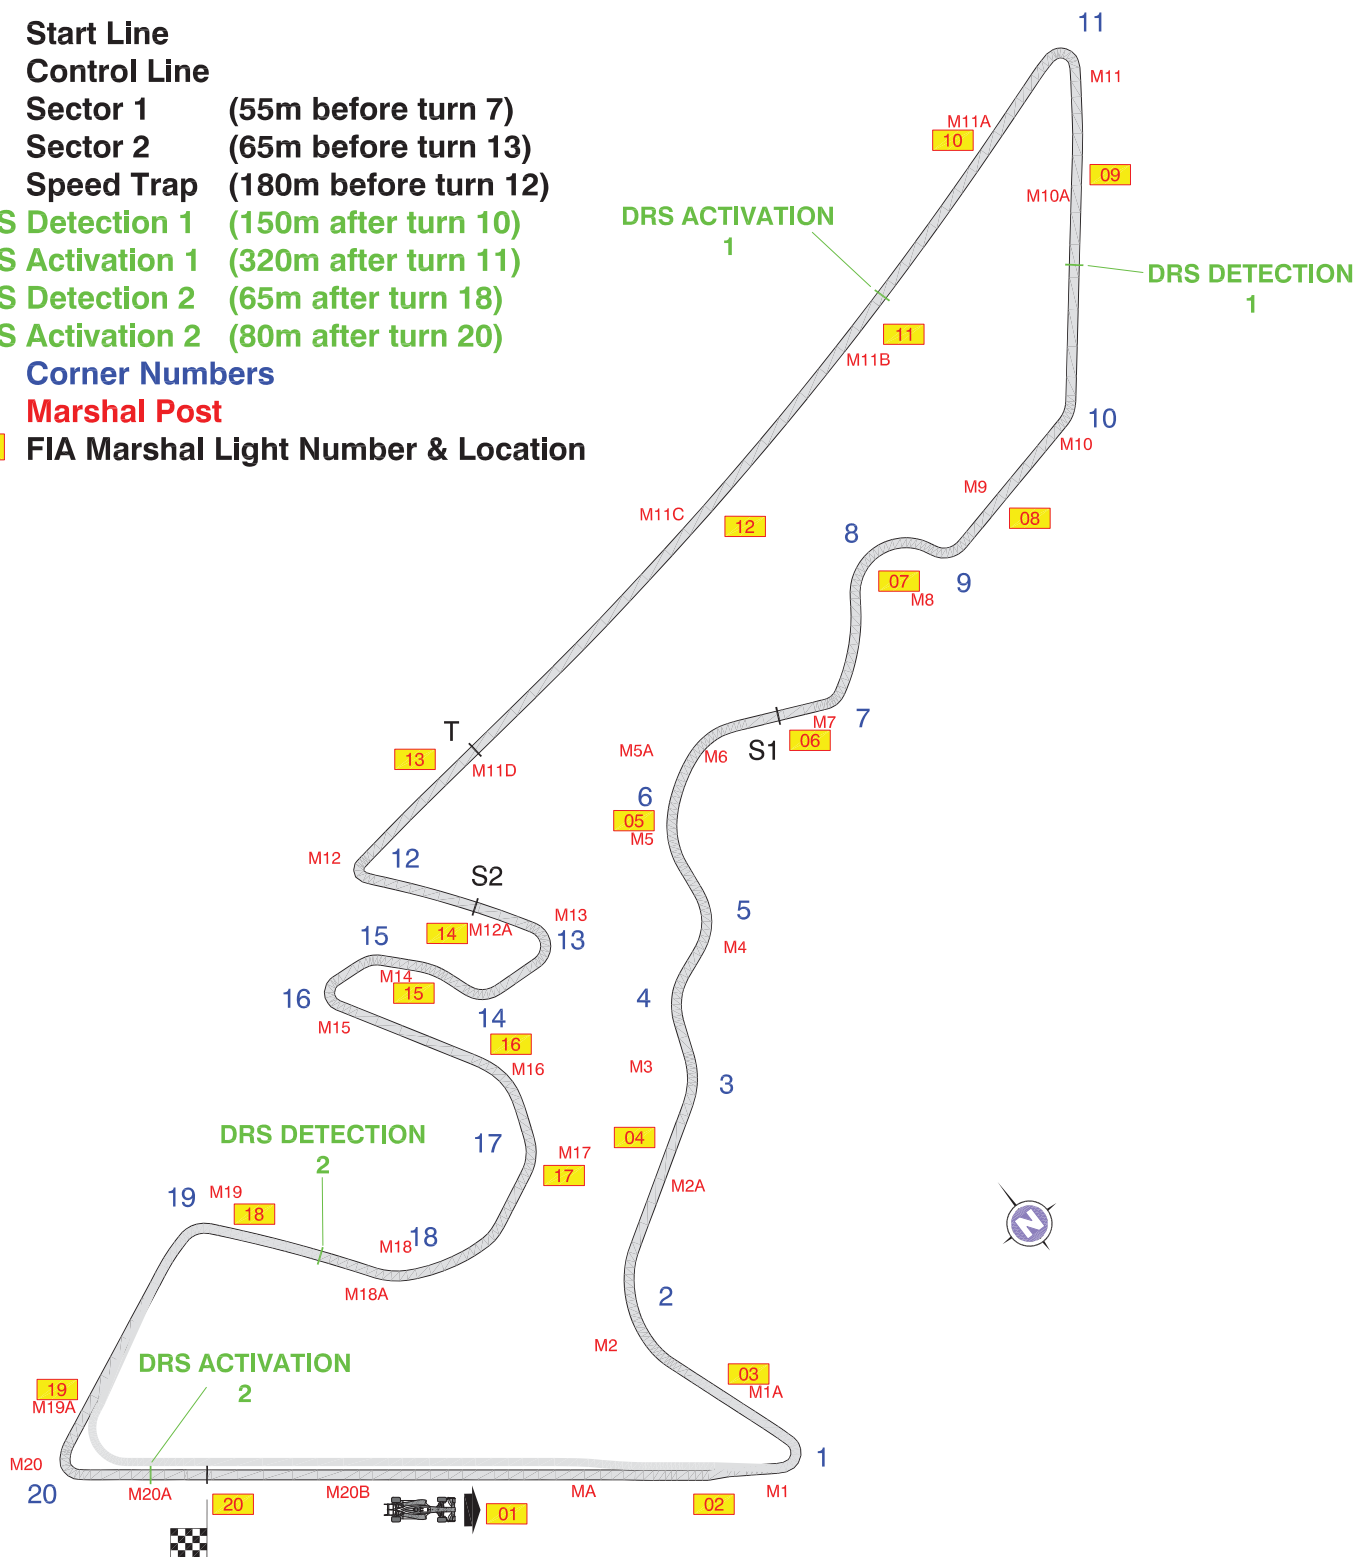 Start Line
Control Line
Sector 1 (55m before turn 7)
Sector 2 (65m before turn 13)
Speed Trap (180m before turn 12)
S Detection 1 (150m after turn 10)
S Activation 1 (320m after turn 11)
S Detection 2 (65m after turn 18)
S Activation 2 (80m after turn 20)
Corner Numbers
Marshal Post
FIA Marshal Light Number & Location
11
M11
M11A
10
09
M10A
DRS ACTIVATION
1
DRS DETECTION
1
11
M11B
10
M10
M9
08
M11C
12
8
07
M8
9
7
M7
06
S1
M6
M5A
T
13
M11D
6
05
M5
M12
12
S2
14
M12A
M13
13
5
M4
15
M14
15
16
M15
14
16
M16
4
M3
3
04
17
M17
17
M2A
DRS DETECTION
2
19
M19
18
M18
18
M18A
N
2
M2
03
M1A
DRS ACTIVATION
2
19
M19A
M20
20
M20A
20
M20B
01
MA
02
M1
1